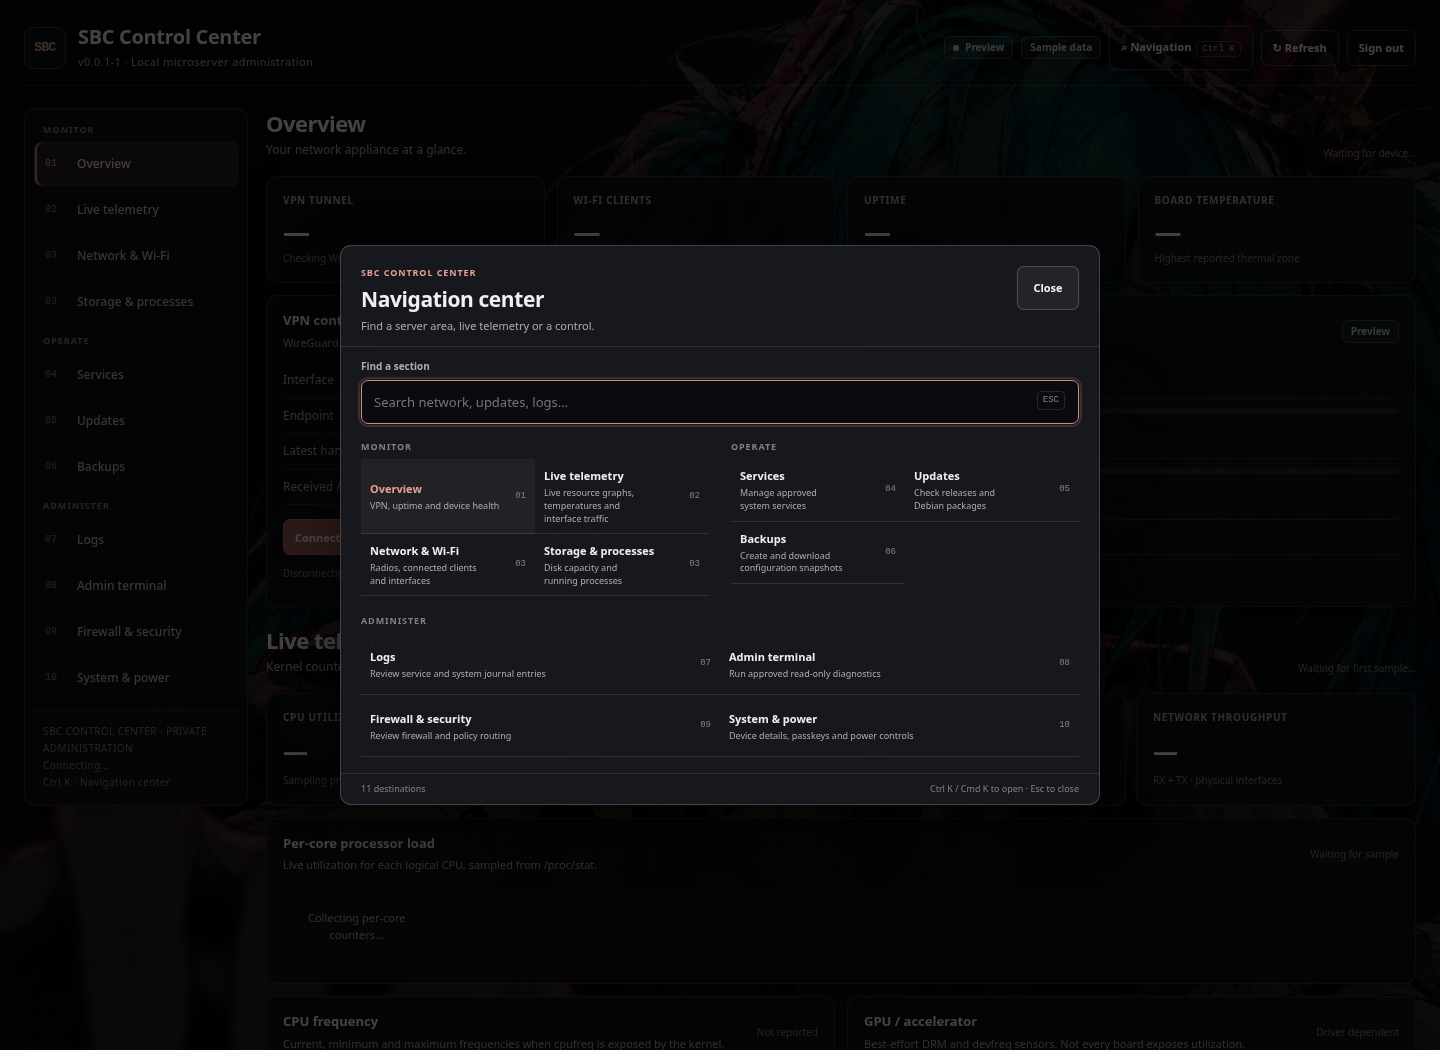 SBC
SBC Control Center
v0.0.1-1 · Local microserver administration
Preview
Sample data
Navigation Ctrl K
↻ Refresh
Sign out
MONITOR
01 Overview
02 Live telemetry
03 Network & Wi-Fi
03 Storage & processes
OPERATE
04 Services
05 Updates
06 Backups
ADMINISTER
07 Logs
08 Admin terminal
09 Firewall & security
10 System & power
SBC CONTROL CENTER · PRIVATE
ADMINISTRATION
Connecting...
Ctrl K · Navigation center
Overview
Your network appliance at a glance.
Waiting for device...
VPN TUNNEL
—
Checking
WI-FI CLIENTS
—
UPTIME
—
BOARD TEMPERATURE
—
Highest reported thermal zone
VPN
WireGuard
Preview
Interface
Endpoint
Latest
Received
Connect
SBC CONTROL CENTER
Navigation center
Find a server area, live telemetry or a control.
Close
Find a section
Search network, updates, logs...
ESC
MONITOR
Overview
VPN, uptime and device health
01
Live telemetry
Live resource graphs,
temperatures and
interface traffic
02
Network & Wi-Fi
Radios, connected clients
and interfaces
03
Storage & processes
Disk capacity and
running processes
03
OPERATE
Services
Manage approved
system services
04
Updates
Check releases and
Debian packages
05
Backups
Create and download
configuration snapshots
06
ADMINISTER
Logs
Review service and system journal entries
07
Admin terminal
Run approved read-only diagnostics
08
Firewall & security
Review firewall and policy routing
09
System & power
Device details, passkeys and power controls
10
11 destinations
Ctrl K / Cmd K to open · Esc to close
Live telemetry
Kernel
Waiting for first sample...
CPU
—
Sampling
NETWORK THROUGHPUT
—
RX + TX · physical interfaces
Per-core processor load
Live utilization for each logical CPU, sampled from /proc/stat.
Waiting for sample
Collecting per-core
counters...
CPU frequency
Current, minimum and maximum frequencies when cpufreq is exposed by the kernel.
Not reported
GPU / accelerator
Best-effort DRM and devfreq sensors. Not every board exposes utilization.
Driver dependent